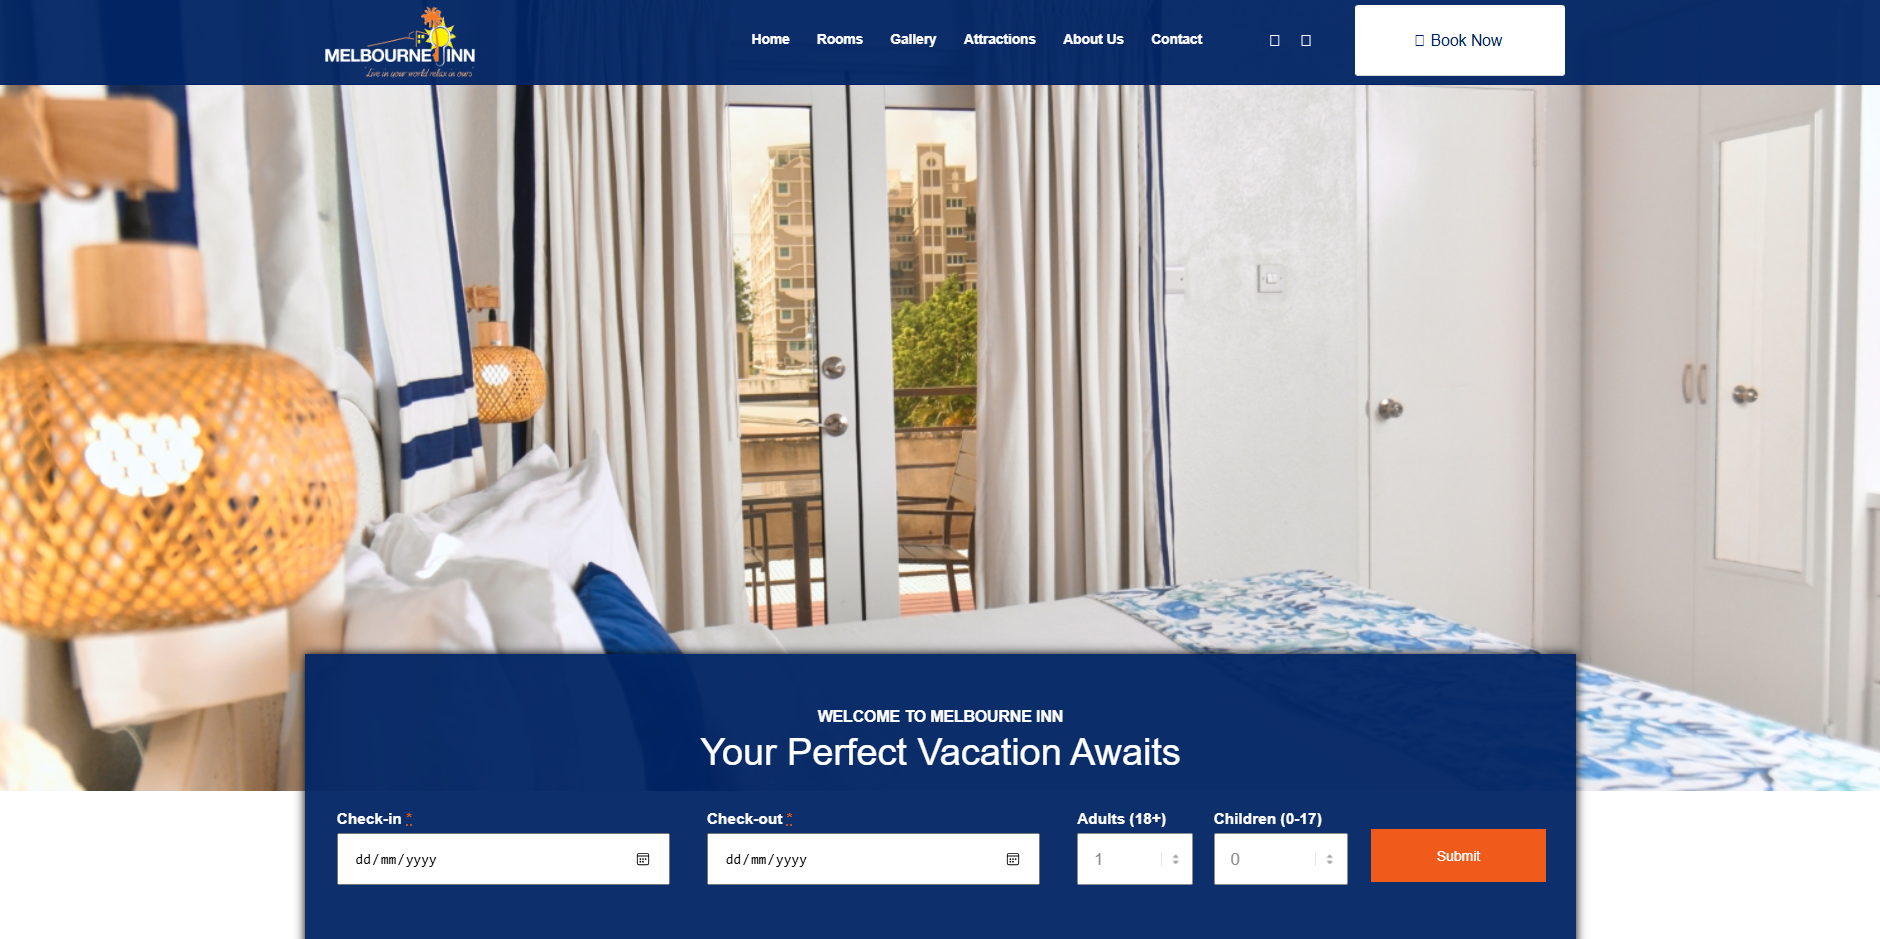 MELBOURNE INN
Live in your world relax in ours
Home
Rooms
Gallery
Attractions
About Us
Contact
Book Now
WELCOME TO MELBOURNE INN
Your Perfect Vacation Awaits
Check-in *
Check-out *
Adults (18+)
Children (0-17)
dd/mm/yyyy
dd/mm/yyyy
1
0
Submit